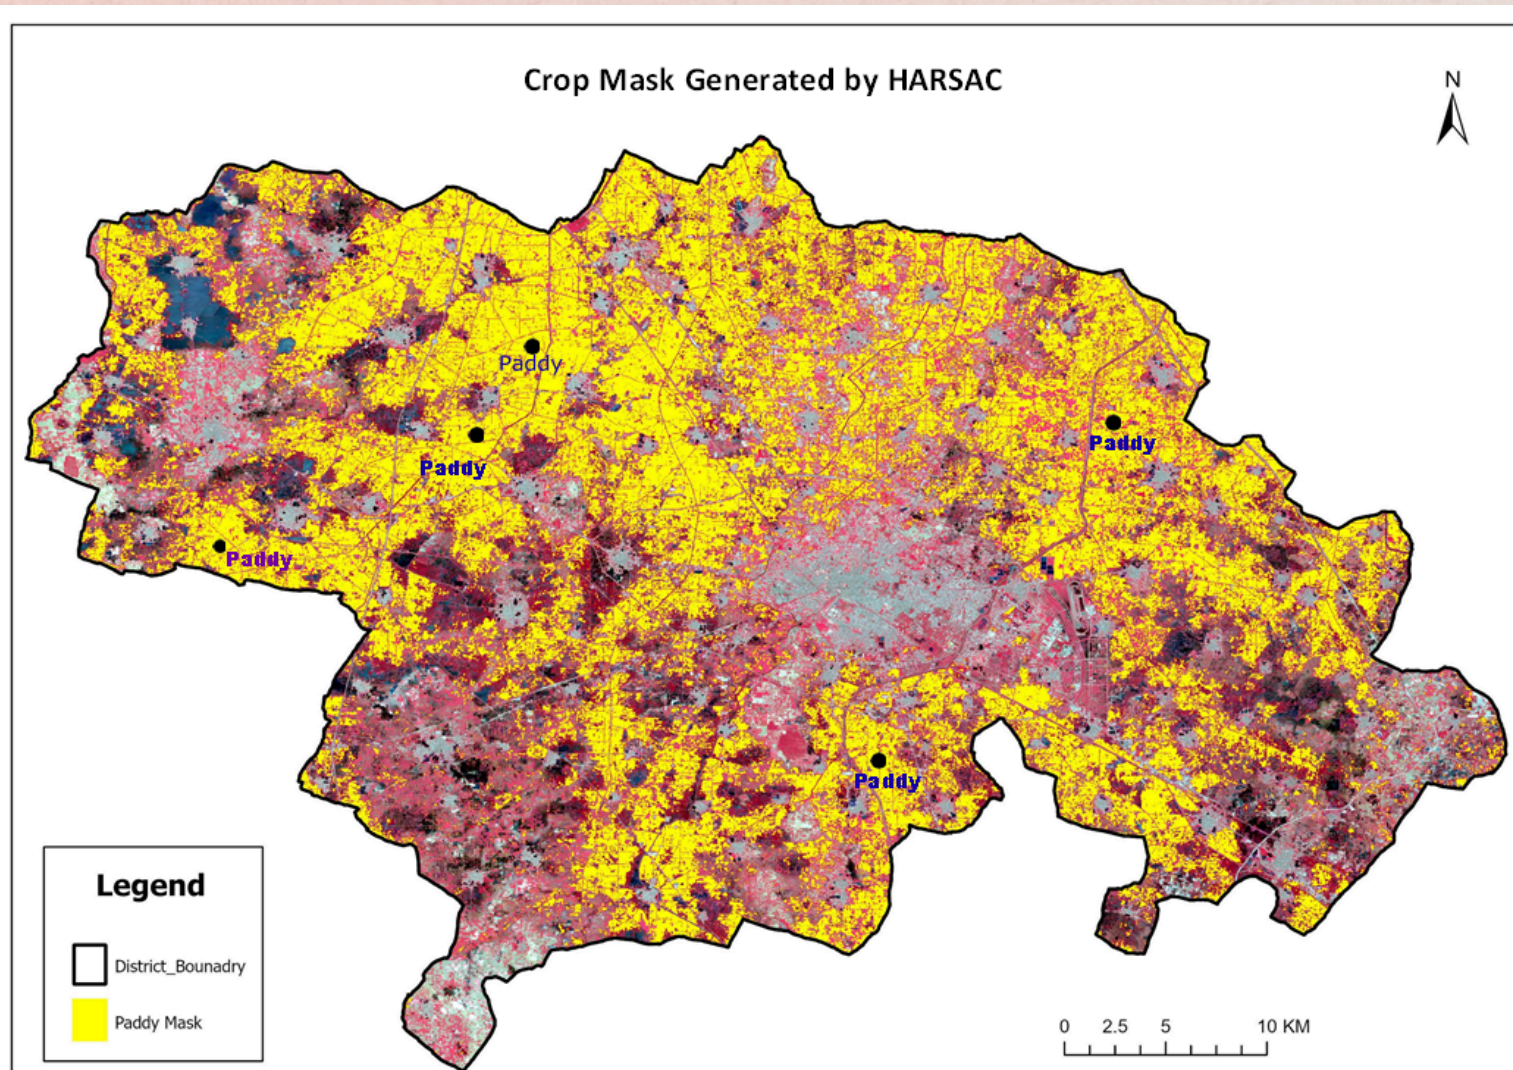 Crop Mask Generated by HARSAC
N
Paddy
Paddy
Paddy
Paddy
Paddy
Legend
District_Bounadry
Paddy Mask
0 2.5 5 10 KM